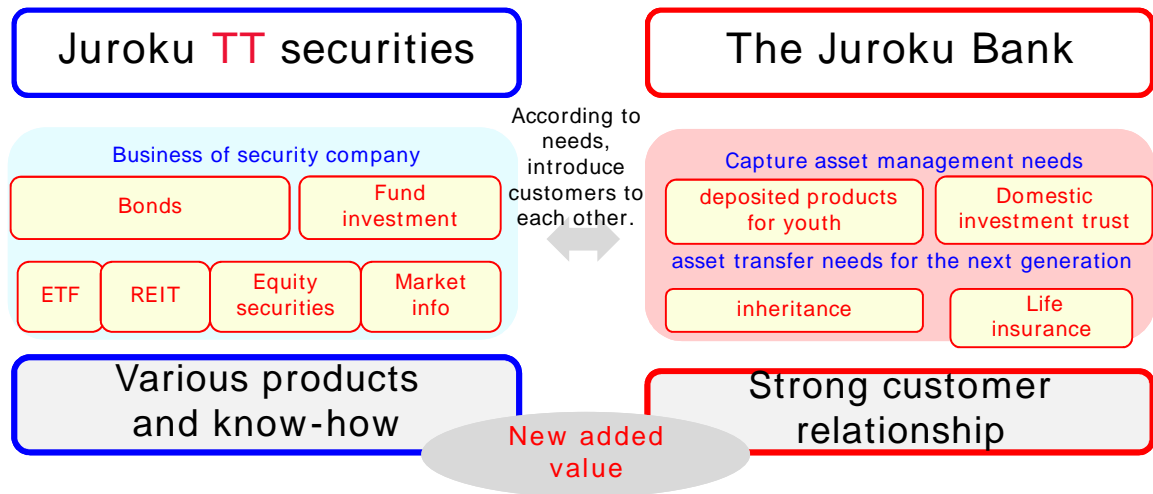 Juroku TT securities
The Juroku Bank
According to
needs,
introduce
customers to
each other.
Business of security company
Bonds
Fund
investment
ETF
REIT
Equity
securities
Market
info
Capture asset management needs
deposited products
for youth
Domestic
investment trust
asset transfer needs for the next generation
inheritance
Life
insurance
Various products
and know-how
Strong customer
relationship
New added
value